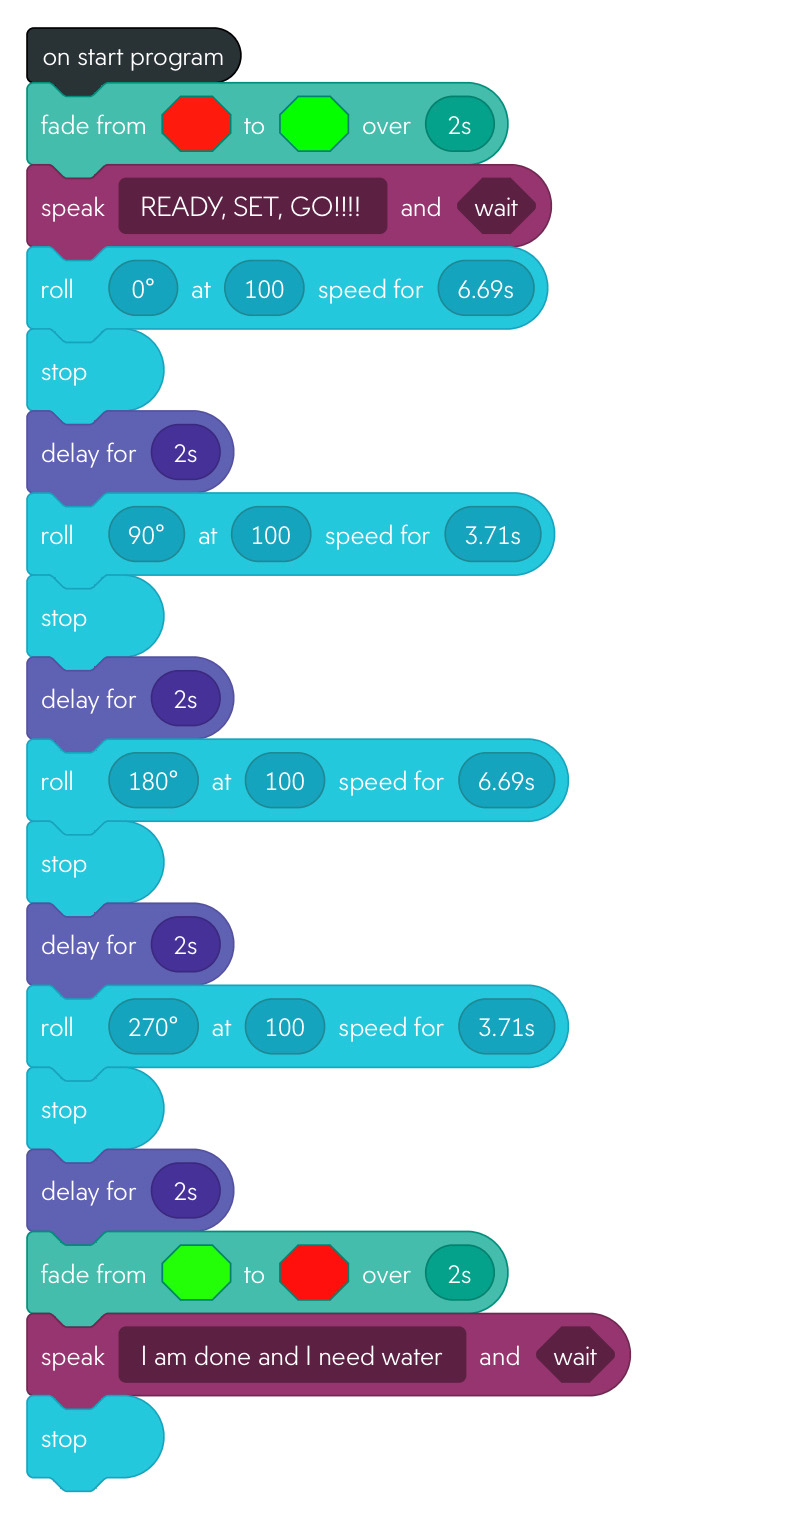 on start program
fade from to over 2s
speak READY, SET, GO!!!! and wait
roll 0° at 100 speed for 6.69s
stop
delay for 2s
roll 90° at 100 speed for 3.71s
stop
delay for 2s
roll 180° at 100 speed for 6.69s
stop
delay for 2s
roll 270° at 100 speed for 3.71s
stop
delay for 2s
fade from to over 2s
speak I am done and I need water and wait
stop